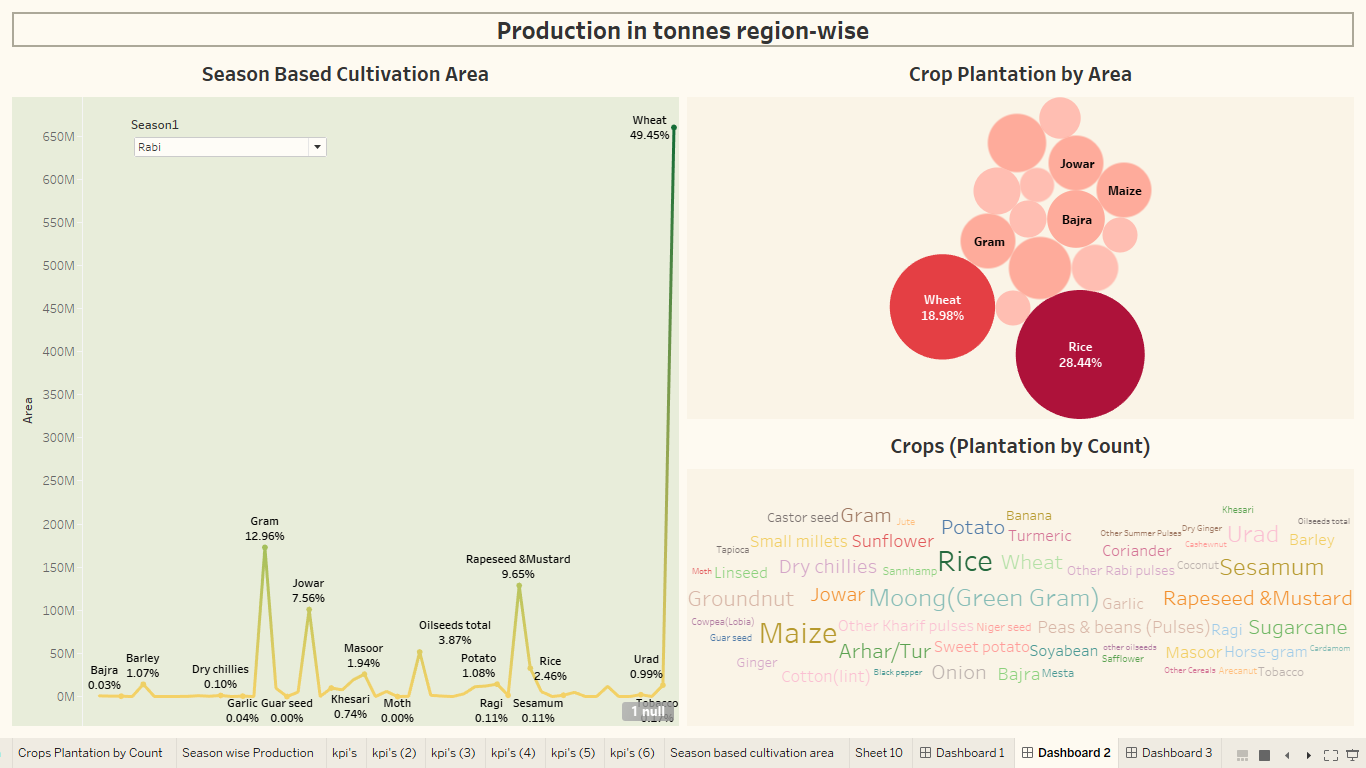 Production in tonnes region-wise
Season Based Cultivation Area
Season1
Rabi
650M
600M
550M
500M
450M
400M
350M
300M
250M
200M
150M
100M
50M
0M
Area
Wheat
49.45%
Gram
12.96%
Jowar
7.56%
Rapeseed &Mustard
9.65%
Oilseeds total
3.87%
Masoor
1.94%
Bajra
0.03%
Barley
1.07%
Dry chillies
0.10%
Potato
1.08%
Rice
2.46%
Urad
0.99%
Garlic
0.04%
Guar seed
0.00%
Khesari
0.74%
Moth
0.00%
Ragi
0.11%
Sesamum
0.11%
Tobacco
1 null
Crop Plantation by Area
Jowar
Maize
Bajra
Gram
Wheat
18.98%
Rice
28.44%
Crops (Plantation by Count)
Khesari
Castor seed Gram Jute Banana Oilseeds total
Potato Turmeric Other Summer Pulses Dry Ginger Urad Barley
Tapioca Small millets Sunflower Coriander Cashewnut
Rice Wheat Coconut Sesamum
Moth Linseed Dry chillies Sannhamp Other Rabi pulses
Groundnut Jowar Moong(Green Gram) Garlic Rapeseed &Mustard
Cowpea(Lobia) Maize Other Kharif pulses Niger seed Peas & beans (Pulses) Ragi Sugarcane
Guar seed Arhar/Tur Sweet potato Soyabean other oilseeds Masoor Horse-gram Cardamom
Ginger Safflower
Cotton(lint) Black pepper Onion Bajra Mesta Other Cereals Arecanut Tobacco
Crops Plantation by Count
Season wise Production
kpi's
kpi's (2)
kpi's (3)
kpi's (4)
kpi's (5)
kpi's (6)
Season based cultivation area
Sheet 10
Dashboard 1
Dashboard 2
Dashboard 3